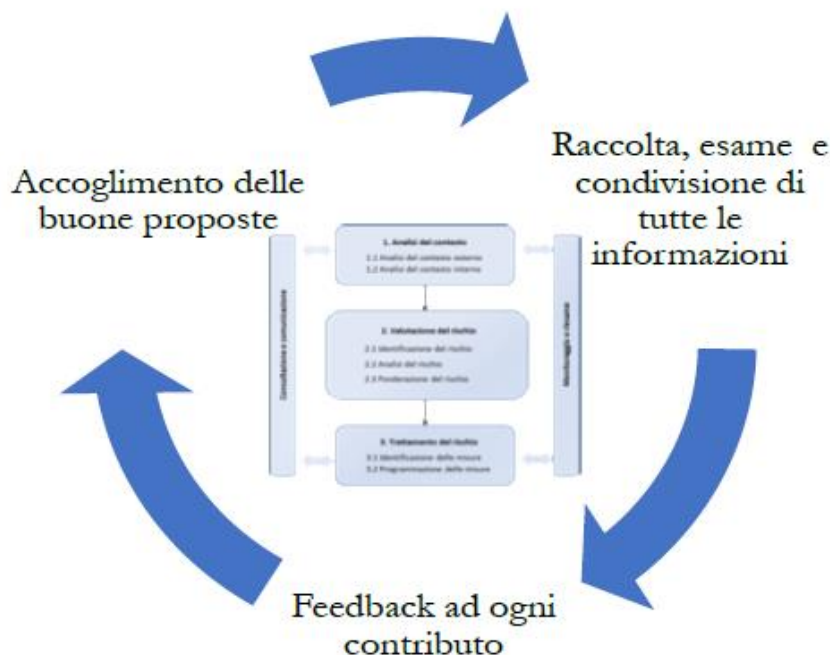 Raccolta, esame e
condivisione di
tutte le
informazioni
Feedback ad ogni
contributo
Accoglimento delle
buone proposte
Consultazione e comunicazione
1. Analisi del contesto
1.1 Analisi del contesto esterno
1.2 Analisi del contesto interno
2. Valutazione del rischio
2.1 Identificazione del rischio
2.2 Analisi del rischio
2.3 Ponderazione del rischio
3. Trattamento del rischio
3.1 Identificazione delle misure
3.2 Programmazione delle misure
Monitoraggio e riesame